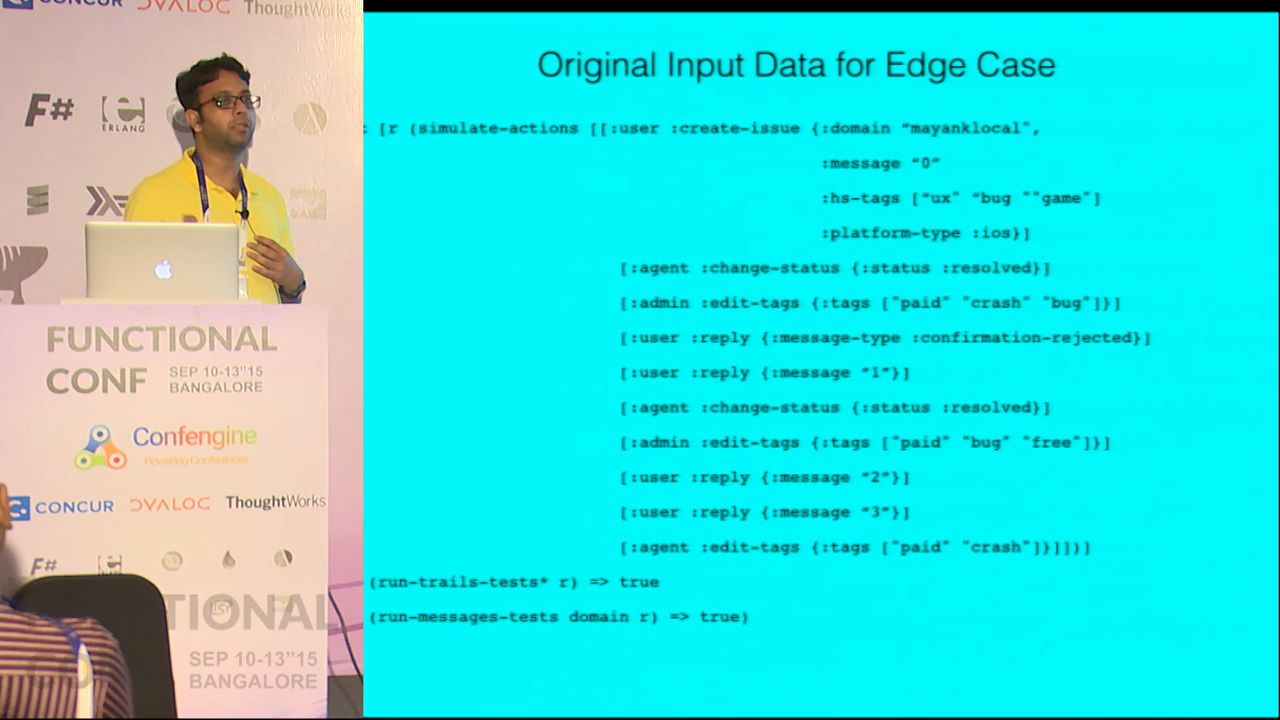 CONCUR DYALOC ThoughtWorks
F#
ERLANG
FUNCTIONAL
CONF SEP 10-13"15
BANGALORE
Confengine
Powering Conferences
CONCUR DYALOC ThoughtWorks
F#
TIONAL
SEP 10-13"15
BANGALORE
Original Input Data for Edge Case
[r (simulate-actions [[:user :create-issue {:domain “mayanklocal”,
:message “0”
:hs-tags [“ux” “bug ““game”]
:platform-type :ios}]
[:agent :change-status {:status :resolved}]
[:admin :edit-tags {:tags ["paid" "crash" "bug"]}]
[:user :reply {:message-type :confirmation-rejected}]
[:user :reply {:message “1”}]
[:agent :change-status {:status :resolved}]
[:admin :edit-tags {:tags ["paid" "bug" "free"]}]
[:user :reply {:message “2”}]
[:user :reply {:message “3”}]
[:agent :edit-tags {:tags ["paid" "crash"]}]])]
(run-trails-tests* r) => true
(run-messages-tests domain r) => true)